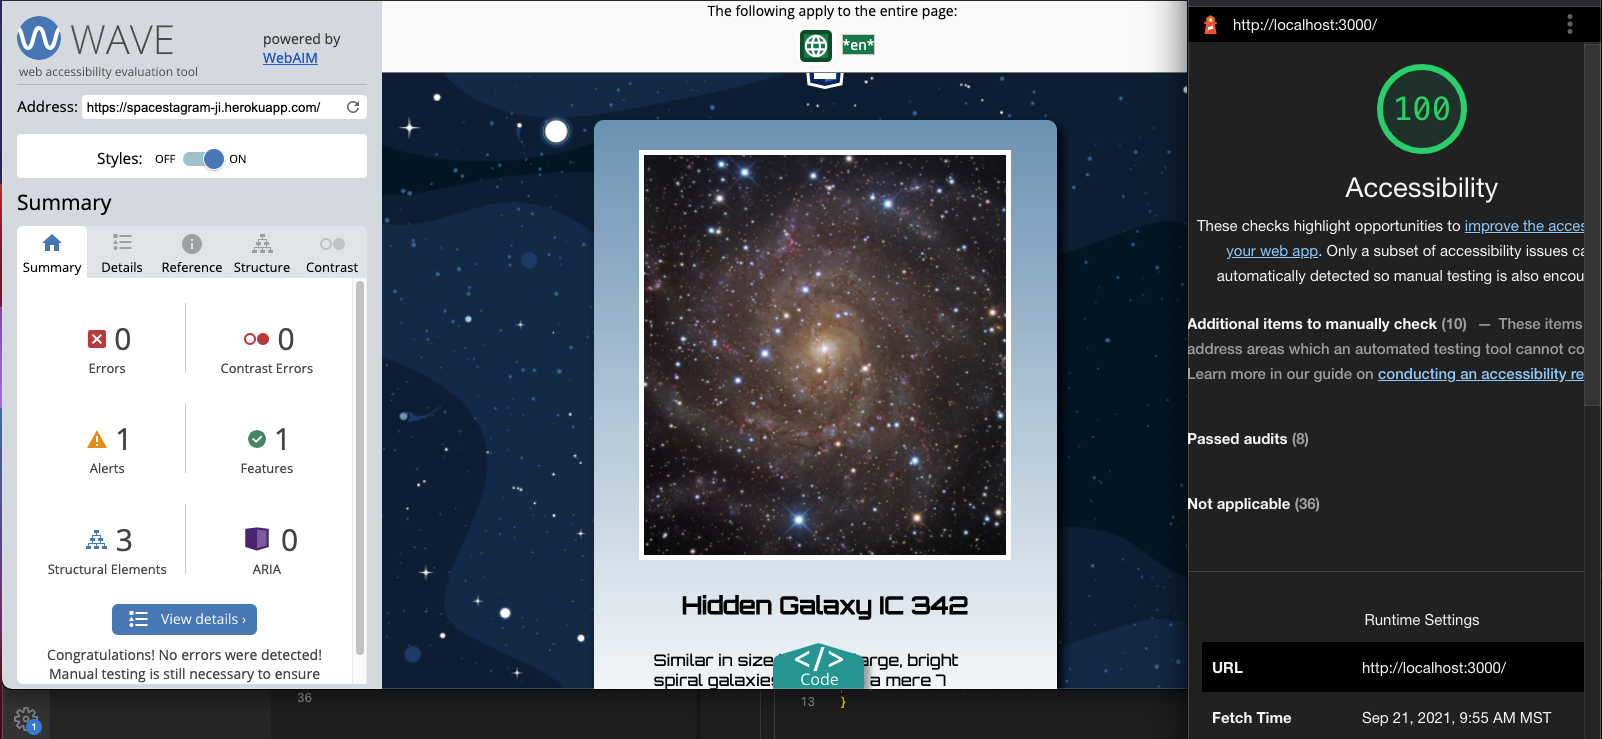 WAVE
web accessibility evaluation tool
powered by
WebAIM
Address: https://spacestagram-ji.herokuapp.com/
Styles: OFF ON
Summary
Summary Details Reference Structure Contrast
0
Errors
0
Contrast Errors
1
Alerts
1
Features
3
Structural Elements
0
ARIA
View details ›
Congratulations! No errors were detected!
Manual testing is still necessary to ensure
1
36
The following apply to the entire page:
*en*
Hidden Galaxy IC 342
Similar in size arge, bright
spiral galaxies a mere 7
</>
Code
13 }
http://localhost:3000/
100
Accessibility
These checks highlight opportunities to improve the acces
your web app. Only a subset of accessibility issues ca
automatically detected so manual testing is also encou
Additional items to manually check (10) — These items
address areas which an automated testing tool cannot co
Learn more in our guide on conducting an accessibility re
Passed audits (8)
Not applicable (36)
Runtime Settings
URL http://localhost:3000/
Fetch Time Sep 21, 2021, 9:55 AM MST